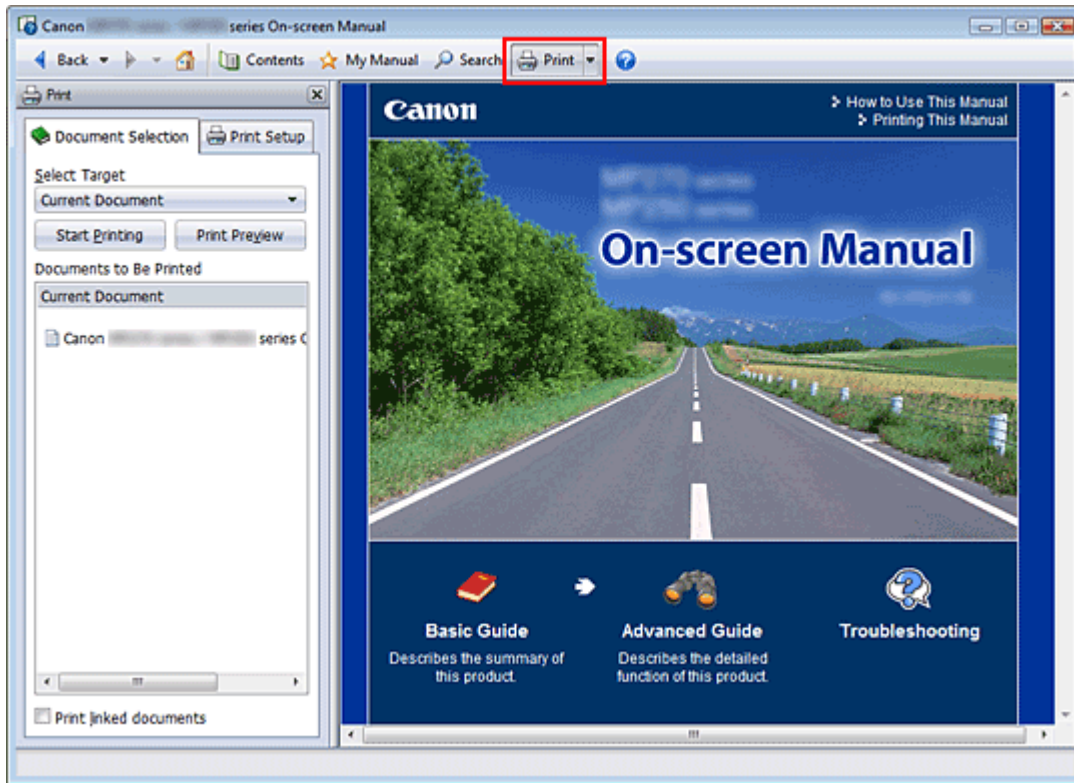 Canon series On-screen Manual
Back Contents My Manual Search Print
Print
Document Selection Print Setup
Select Target
Current Document
Start Printing Print Preview
Documents to Be Printed
Current Document
Canon series
Print linked documents
Canon
How to Use This Manual
Printing This Manual
series
series
On-screen Manual
Basic Guide
Describes the summary of
this product.
Advanced Guide
Describes the detailed
function of this product.
Troubleshooting